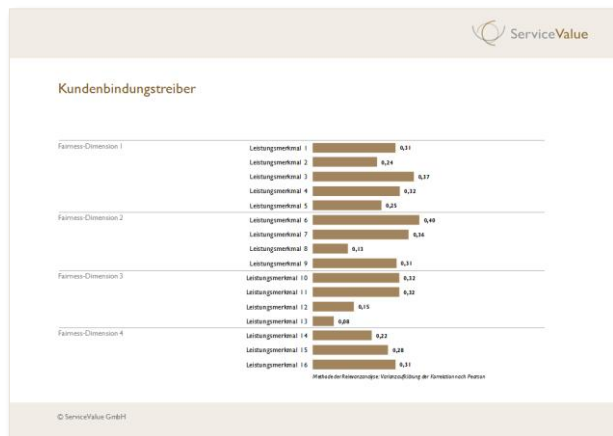 ServiceValue
Kundenbindungstreiber
Fairness-Dimension 1
Leistungsmerkmal 1 0,31
Leistungsmerkmal 2 0,24
Leistungsmerkmal 3 0,37
Leistungsmerkmal 4 0,32
Leistungsmerkmal 5 0,25
Fairness-Dimension 2
Leistungsmerkmal 6 0,40
Leistungsmerkmal 7 0,36
Leistungsmerkmal 8 0,13
Leistungsmerkmal 9 0,31
Fairness-Dimension 3
Leistungsmerkmal 10 0,32
Leistungsmerkmal 11 0,32
Leistungsmerkmal 12 0,15
Leistungsmerkmal 13 0,08
Fairness-Dimension 4
Leistungsmerkmal 14 0,22
Leistungsmerkmal 15 0,28
Leistungsmerkmal 16 0,31
Methode der Relevanzanalyse: Varianzaufklärung der Korrelation nach Pearson
© ServiceValue GmbH